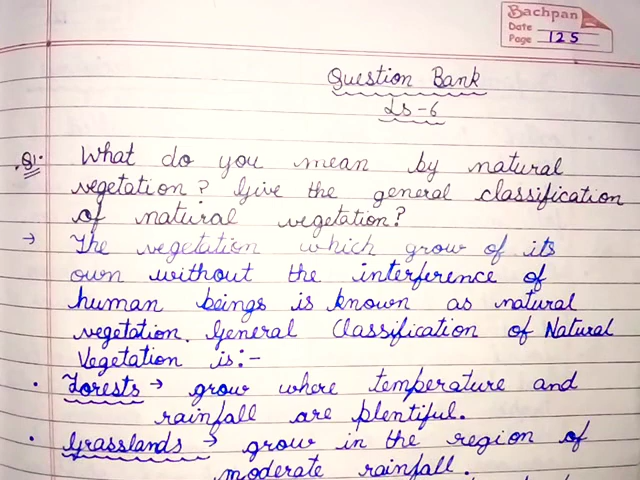 Bachpan
Date
Page 125
Question Bank
LS-6
Q1. What do you mean by natural
vegetation? Give the general classification
of natural vegetation?
→ The vegetation which grow of its
own without the interference of
human beings is known as natural
vegetation. General Classification of Natural
Vegetation is:-
• Forests → grow where temperature and
rainfall are plentiful.
• Grasslands → grow in the region of
moderate rainfall.